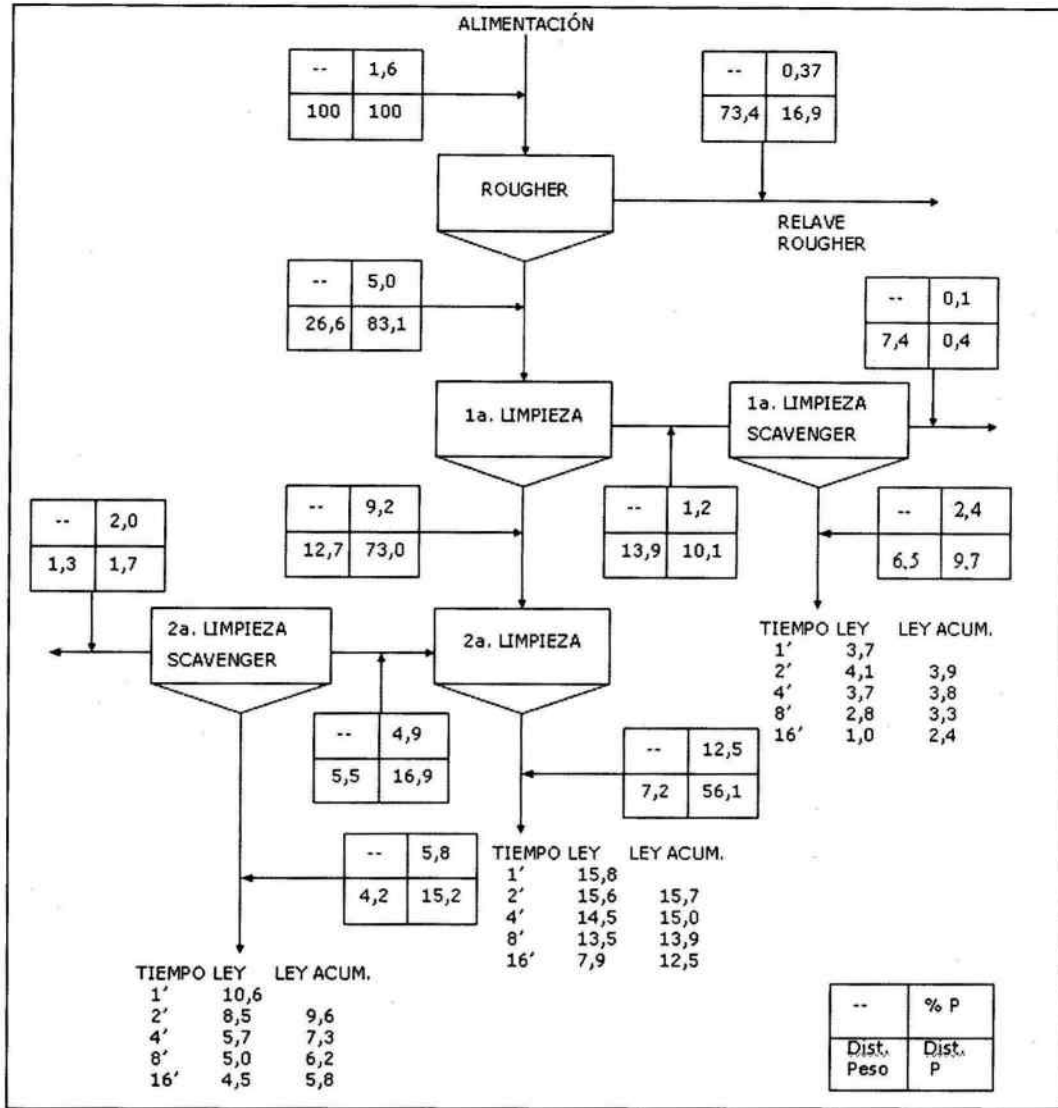 ALIMENTACIÓN
-- 1,6
100 100
-- 0,37
73,4 16,9
ROUGHER
RELAVE
ROUGHER
-- 5,0
26,6 83,1
-- 0,1
7,4 0,4
1a. LIMPIEZA
1a. LIMPIEZA
SCAVENGER
-- 2,0
1,3 1,7
-- 9,2
12,7 73,0
-- 1,2
13,9 10,1
-- 2,4
6,5 9,7
2a. LIMPIEZA
SCAVENGER
2a. LIMPIEZA
TIEMPO LEY LEY ACUM.
1′ 3,7
2′ 4,1 3,9
4′ 3,7 3,8
8′ 2,8 3,3
16′ 1,0 2,4
-- 4,9
5,5 16,9
-- 12,5
7,2 56,1
-- 5,8
4,2 15,2
TIEMPO LEY LEY ACUM.
1′ 15,8
2′ 15,6 15,7
4′ 14,5 15,0
8′ 13,5 13,9
16′ 7,9 12,5
TIEMPO LEY LEY ACUM.
1′ 10,6
2′ 8,5 9,6
4′ 5,7 7,3
8′ 5,0 6,2
16′ 4,5 5,8
-- % P
Dist. Dist.
Peso P